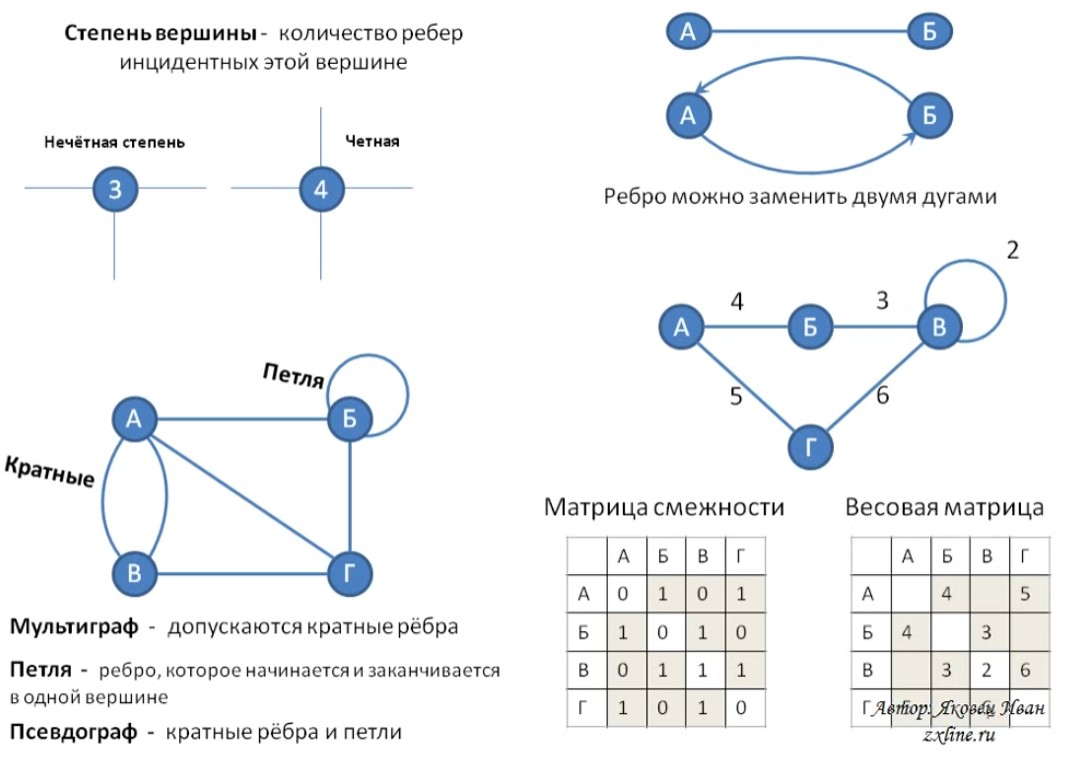 Степень вершины - количество ребер
инцидентных этой вершине
Нечётная степень
Четная
3
4
Петля
А
Б
Кратные
В
Г
Мультиграф - допускаются кратные рёбра
Петля - ребро, которое начинается и заканчивается
в одной вершине
Псевдограф - кратные рёбра и петли
А Б
А Б
Ребро можно заменить двумя дугами
2
4 3
А Б В
5 6
Г
Матрица смежности
А Б В Г
А 0 1 0 1
Б 1 0 1 0
В 0 1 1 1
Г 1 0 1 0
Весовая матрица
А Б В Г
А 4 5
Б 4 3
В 3 2 6
Г 5 6
Автор: Яковец Иван
zxline.ru